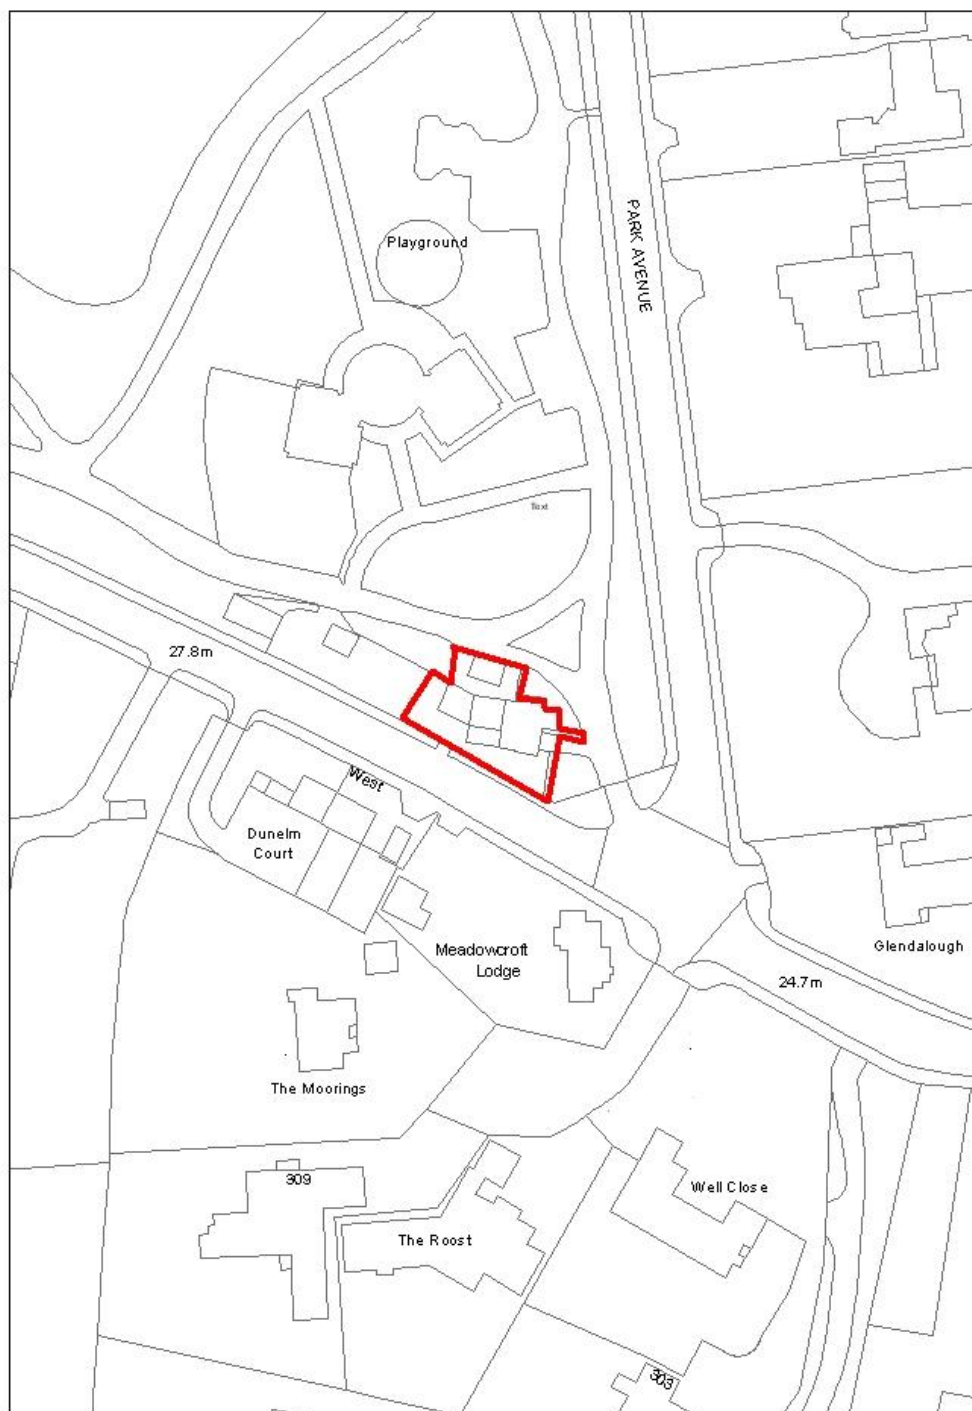 PARK AVENUE
Playground
Text
27.8m
West
Dunelm
Court
Meadowcroft
Lodge
Glendalough
24.7m
The Moorings
309
Well Close
The Roost
303